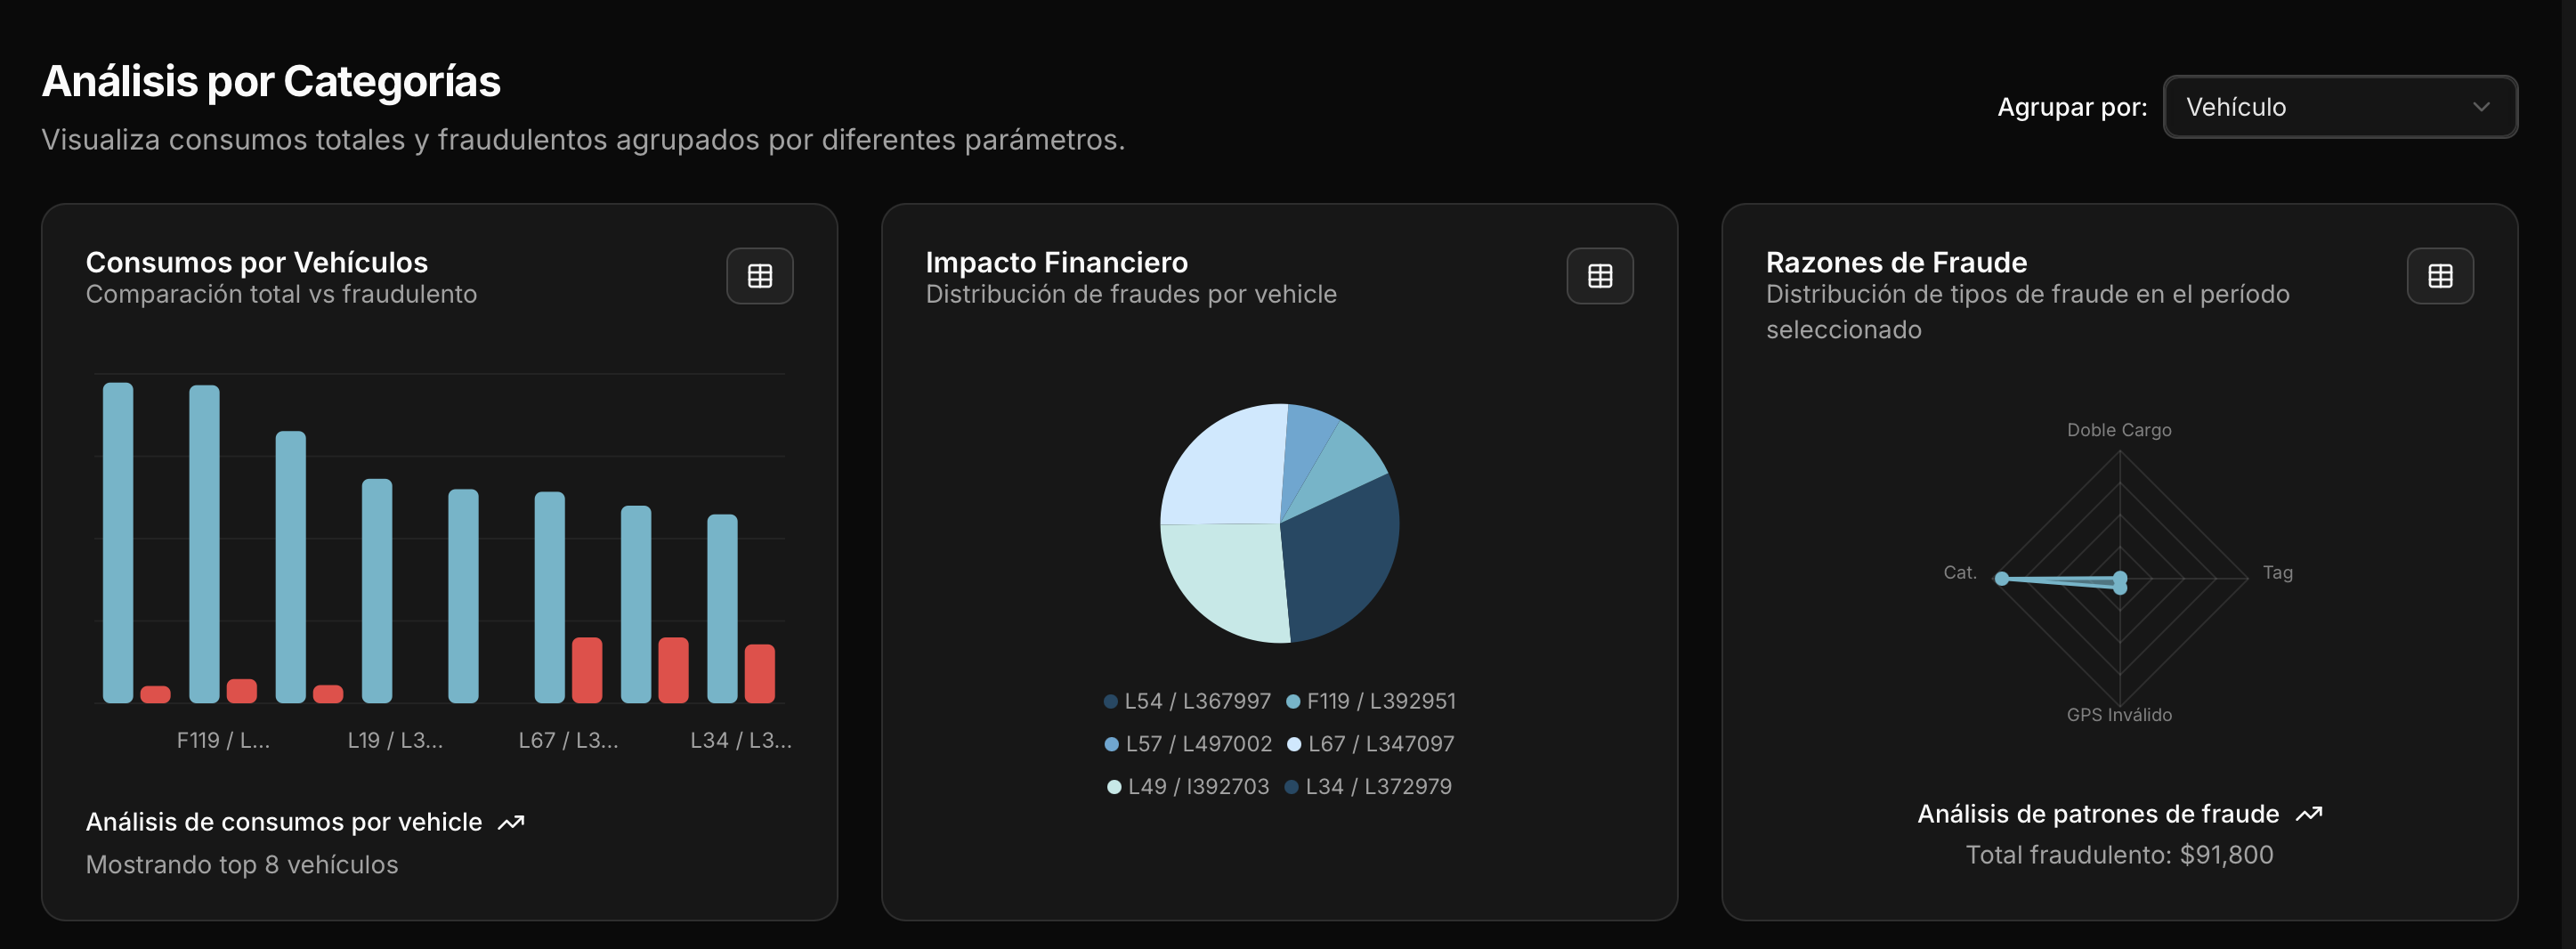 Análisis por Categorías
Visualiza consumos totales y fraudulentos agrupados por diferentes parámetros.
Agrupar por:
Vehículo
Consumos por Vehículos
Comparación total vs fraudulento
F119 / L...
L19 / L3...
L67 / L3...
L34 / L3...
Análisis de consumos por vehicle
Mostrando top 8 vehículos
Impacto Financiero
Distribución de fraudes por vehicle
L54 / L367997
F119 / L392951
L57 / L497002
L67 / L347097
L49 / I392703
L34 / L372979
Razones de Fraude
Distribución de tipos de fraude en el período
seleccionado
Doble Cargo
Cat.
Tag
GPS Inválido
Análisis de patrones de fraude
Total fraudulento: $91,800